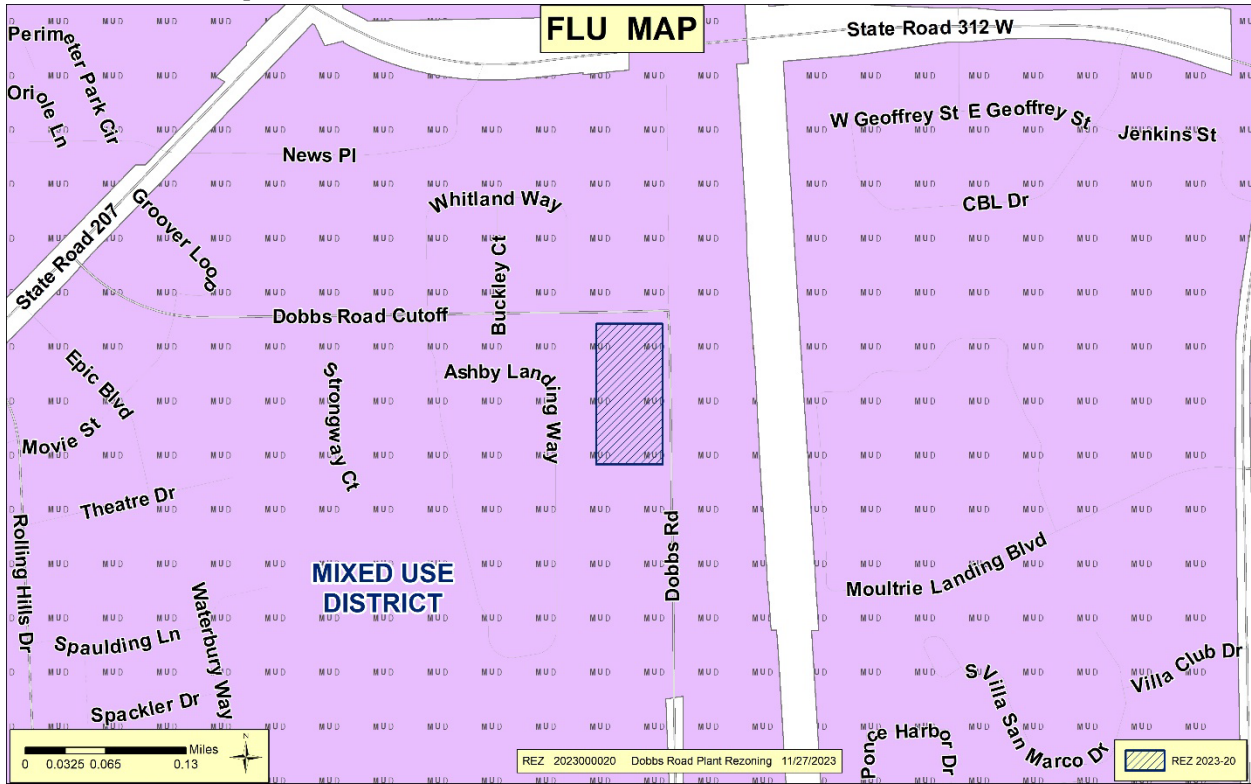 FLU MAP
State Road 312 W
Perimeter Park Cir
Oriole Ln
W Geoffrey St
E Geoffrey St
Jenkins St
News Pl
State Road 207
Groover Loop
Whitland Way
CBL Dr
Buckley Ct
Dobbs Road Cutoff
Epic Blvd
Ashby Landing Way
Strongway Ct
Movie St
Theatre Dr
Rolling Hills Dr
Dobbs Rd
MUD
MIXED USE
DISTRICT
Moultrie Landing Blvd
Waterbury Way
Spaulding Ln
Spackler Dr
S Villa San Marco Dr
Villa Club Dr
Ponce Harbor Dr
Miles
0 0.0325 0.065 0.13
N
REZ 2023000020 Dobbs Road Plant Rezoning 11/27/2023
REZ 2023-20